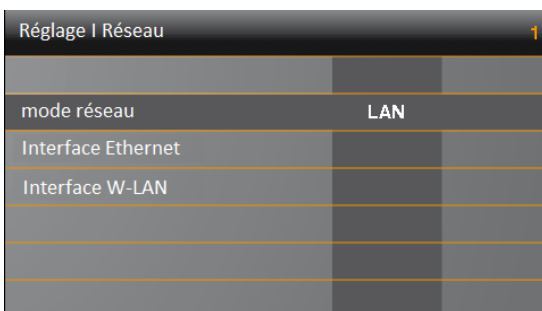 Réglage I Réseau 1
mode réseau LAN
Interface Ethernet
Interface W-LAN